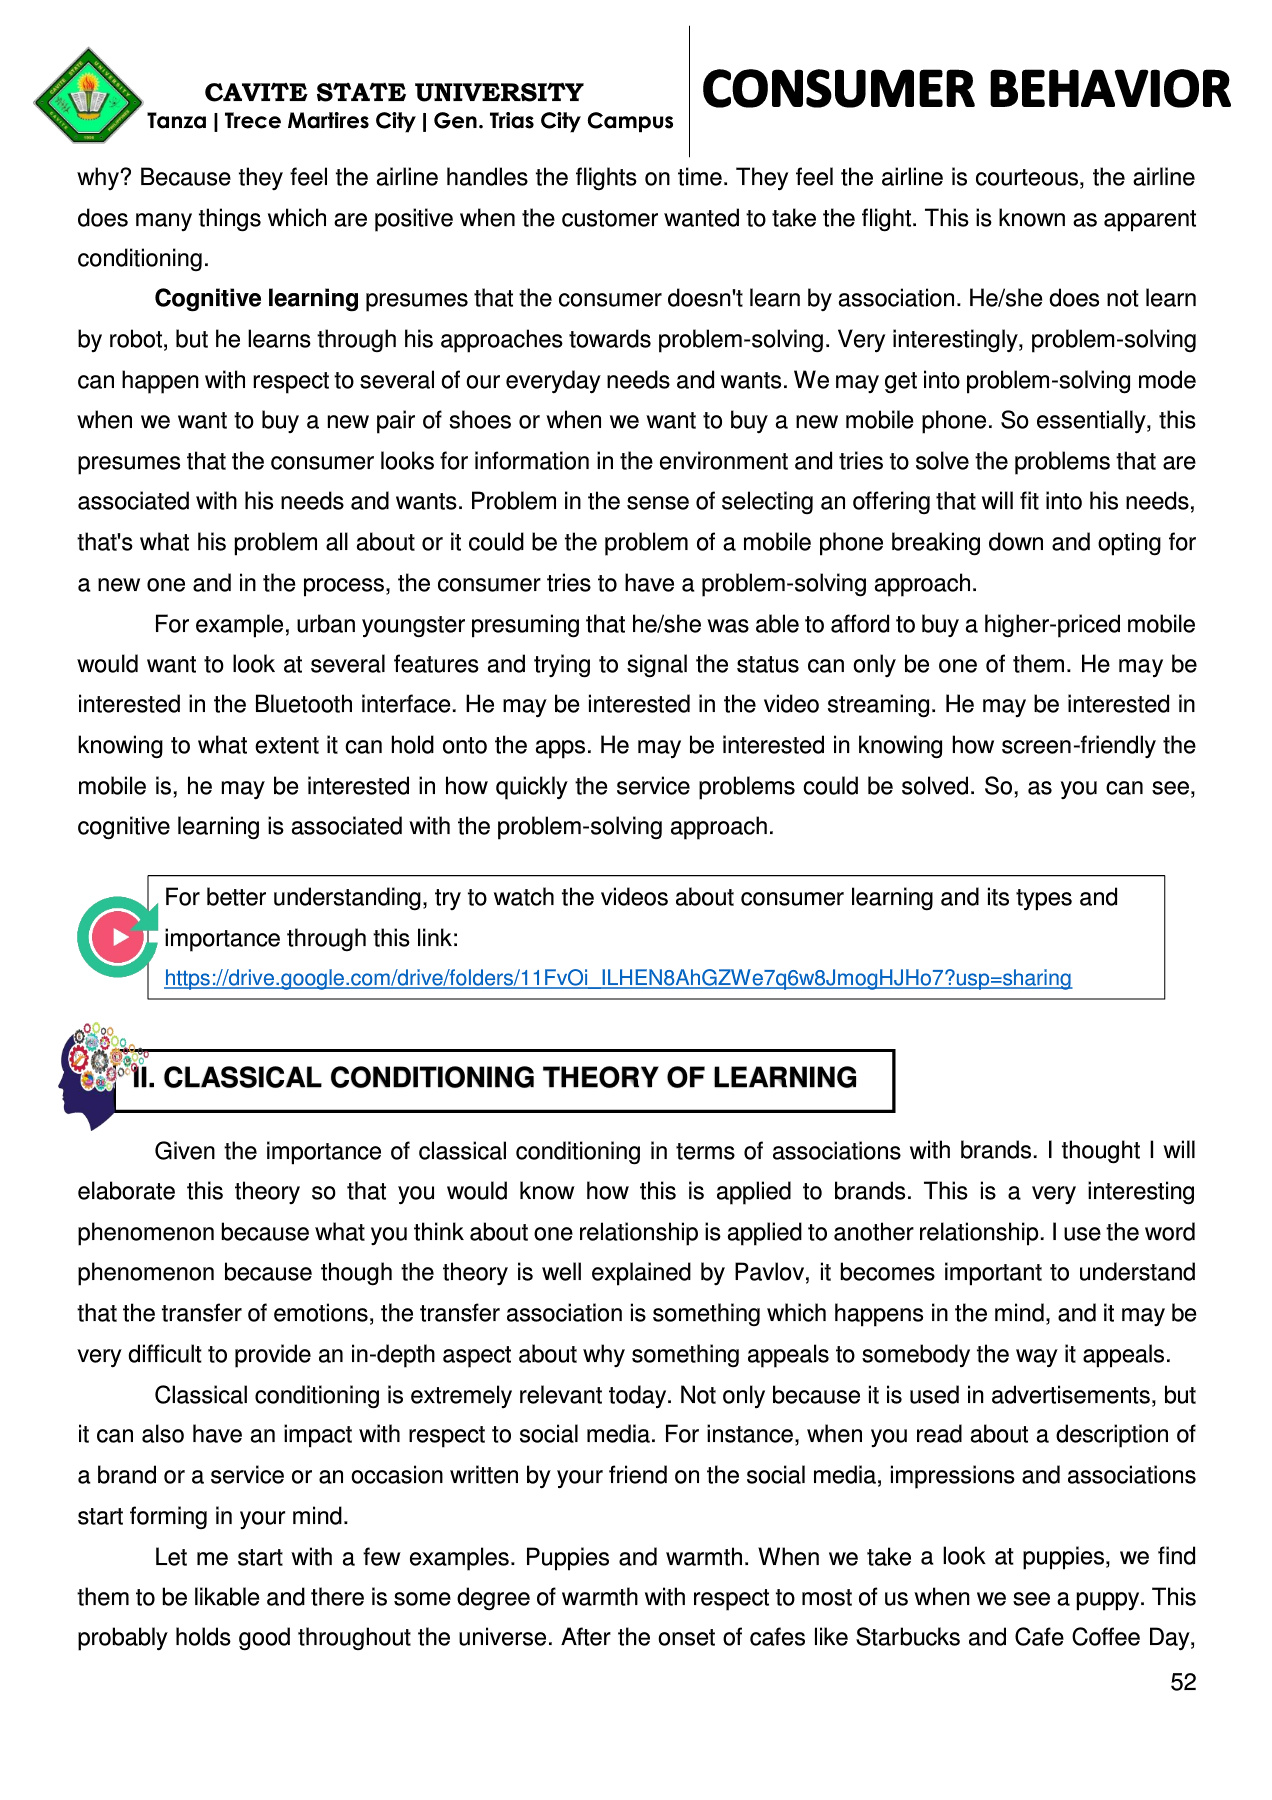 CAVITE STATE UNIVERSITY
Tanza | Trece Martires City | Gen. Trias City Campus
CONSUMER BEHAVIOR
why? Because they feel the airline handles the flights on time. They feel the airline is courteous, the airline
does many things which are positive when the customer wanted to take the flight. This is known as apparent
conditioning.
Cognitive learning presumes that the consumer doesn't learn by association. He/she does not learn
by robot, but he learns through his approaches towards problem-solving. Very interestingly, problem-solving
can happen with respect to several of our everyday needs and wants. We may get into problem-solving mode
when we want to buy a new pair of shoes or when we want to buy a new mobile phone. So essentially, this
presumes that the consumer looks for information in the environment and tries to solve the problems that are
associated with his needs and wants. Problem in the sense of selecting an offering that will fit into his needs,
that's what his problem all about or it could be the problem of a mobile phone breaking down and opting for
a new one and in the process, the consumer tries to have a problem-solving approach.
For example, urban youngster presuming that he/she was able to afford to buy a higher-priced mobile
would want to look at several features and trying to signal the status can only be one of them. He may be
interested in the Bluetooth interface. He may be interested in the video streaming. He may be interested in
knowing to what extent it can hold onto the apps. He may be interested in knowing how screen-friendly the
mobile is, he may be interested in how quickly the service problems could be solved. So, as you can see,
cognitive learning is associated with the problem-solving approach.
For better understanding, try to watch the videos about consumer learning and its types and
importance through this link:
https://drive.google.com/drive/folders/11FvOi_ILHEN8AhGZWe7q6w8JmogHJHo7?usp=sharing
II. CLASSICAL CONDITIONING THEORY OF LEARNING
Given the importance of classical conditioning in terms of associations with brands. I thought I will
elaborate this theory so that you would know how this is applied to brands. This is a very interesting
phenomenon because what you think about one relationship is applied to another relationship. I use the word
phenomenon because though the theory is well explained by Pavlov, it becomes important to understand
that the transfer of emotions, the transfer association is something which happens in the mind, and it may be
very difficult to provide an in-depth aspect about why something appeals to somebody the way it appeals.
Classical conditioning is extremely relevant today. Not only because it is used in advertisements, but
it can also have an impact with respect to social media. For instance, when you read about a description of
a brand or a service or an occasion written by your friend on the social media, impressions and associations
start forming in your mind.
Let me start with a few examples. Puppies and warmth. When we take a look at puppies, we find
them to be likable and there is some degree of warmth with respect to most of us when we see a puppy. This
probably holds good throughout the universe. After the onset of cafes like Starbucks and Cafe Coffee Day,
52